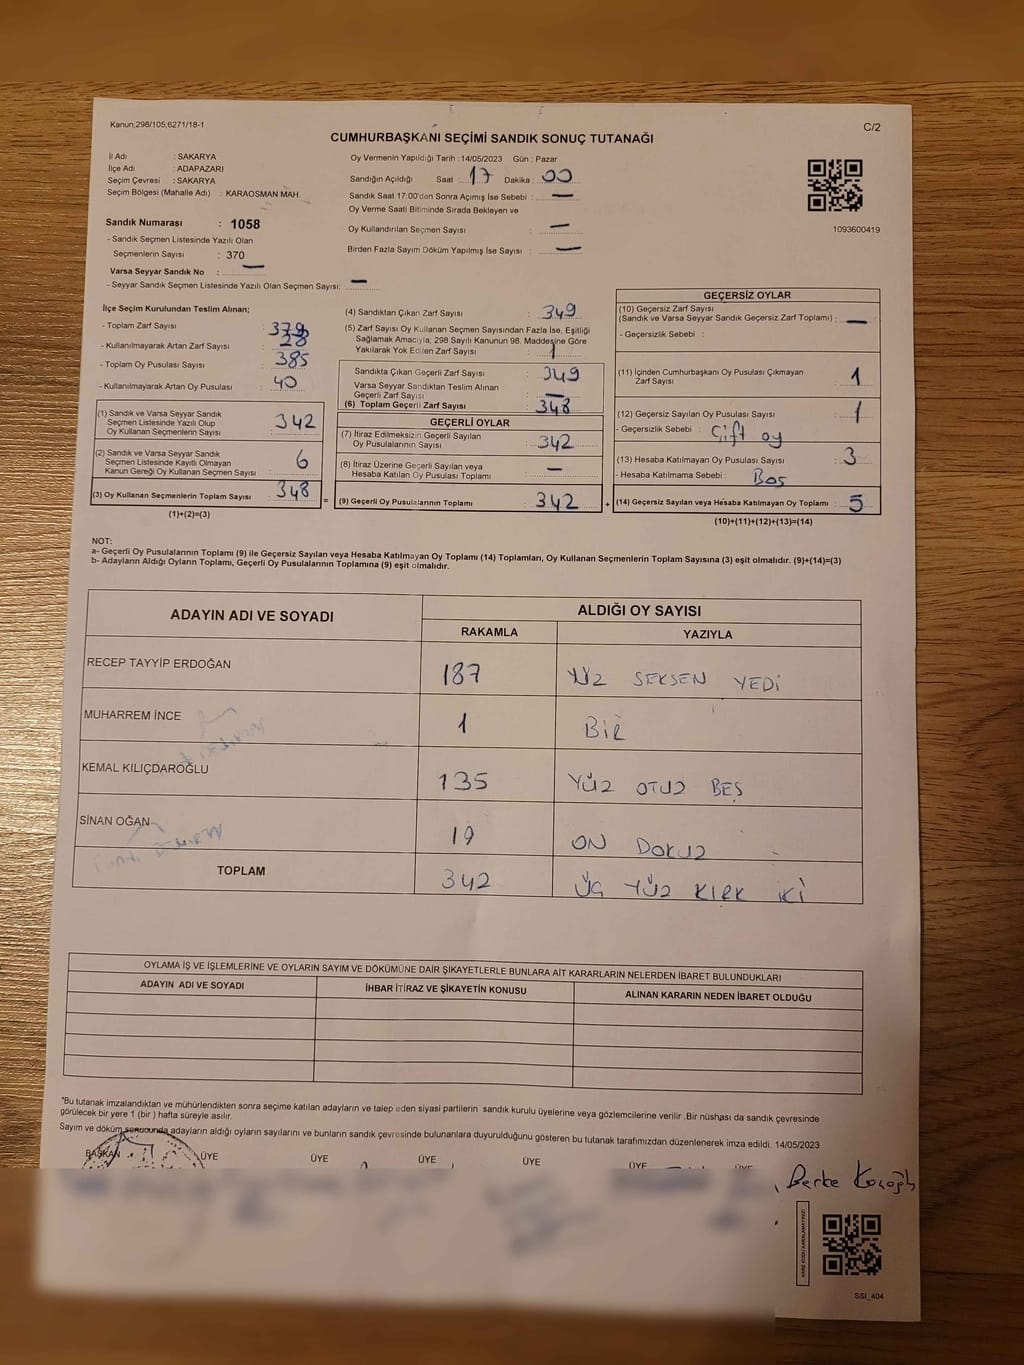 Kanun;298/105;6271/18-1
C/2
CUMHURBAŞKANI SEÇİMİ SANDIK SONUÇ TUTANAĞI
İl Adı : SAKARYA
İlçe Adı : ADAPAZARI
Seçim Çevresi : SAKARYA
Seçim Bölgesi (Mahalle Adı) : KARAOSMAN MAH.
Sandık Numarası : 1058
- Sandık Seçmen Listesinde Yazılı Olan
Seçmenlerin Sayısı : 370
Varsa Seyyar Sandık No : —
- Seyyar Sandık Seçmen Listesinde Yazılı Olan Seçmen Sayısı: —
Oy Vermenin Yapıldığı Tarih :14/05/2023 Gün : Pazar
Sandığın Açıldığı Saat : 17 Dakika : 00
Sandık Saat 17:00'den Sonra Açımış İse Sebebi : —
Oy Verme Saati Bitiminde Sırada Bekleyen ve
Oy Kullandırılan Seçmen Sayısı : —
Birden Fazla Sayım Döküm Yapılmış İse Sayısı : —
1093600419
İlçe Seçim Kurulundan Teslim Alınan;
- Toplam Zarf Sayısı :
- Kullanılmayarak Artan Zarf Sayısı : 28
- Toplam Oy Pusulası Sayısı : 385
- Kullanılmayarak Artan Oy Pusulası : 40
(1) Sandık ve Varsa Seyyar Sandık
Seçmen Listesinde Yazılı Olup
Oy Kullanan Seçmenlerin Sayısı : 342
(2) Sandık ve Varsa Seyyar Sandık
Seçmen Listesinde Kayıtlı Olmayan
Kanun Gereği Oy Kullanan Seçmen Sayısı : 6
(3) Oy Kullanan Seçmenlerin Toplam Sayısı : 348
(1)+(2)=(3)
=
(4) Sandıktan Çıkan Zarf Sayısı : 349
(5) Zarf Sayısı Oy Kullanan Seçmen Sayısından Fazla İse, Eşitliği
Sağlamak Amacıyla; 298 Sayılı Kanunun 98. Maddesine Göre
Yakılarak Yok Edilen Zarf Sayısı : 1
Sandıkta Çıkan Geçerli Zarf Sayısı : 349
Varsa Seyyar Sandıktan Teslim Alınan
Geçerli Zarf Sayısı : —
(6) Toplam Geçerli Zarf Sayısı : 348
GEÇERLİ OYLAR
(7) İtiraz Edilmeksizin Geçerli Sayılan
Oy Pusulalarının Sayısı : 342
(8) İtiraz Üzerine Geçerli Sayılan veya
Hesaba Katılan Oy Pusulaları Toplamı : —
(9) Geçerli Oy Pusulalarının Toplamı : 342
+
GEÇERSİZ OYLAR
(10) Geçersiz Zarf Sayısı
(Sandık ve Varsa Seyyar Sandık Geçersiz Zarf Toplamı) : —
- Geçersizlik Sebebi :
(11) İçinden Cumhurbaşkanı Oy Pusulası Çıkmayan
Zarf Sayısı : 1
(12) Geçersiz Sayılan Oy Pusulası Sayısı : 1
- Geçersizlik Sebebi : Çift oy
(13) Hesaba Katılmayan Oy Pusulası Sayısı : 3
- Hesaba Katılmama Sebebi : Boş
(14) Geçersiz Sayılan veya Hesaba Katılmayan Oy Toplamı : 5
(10)+(11)+(12)+(13)=(14)
NOT:
a- Geçerli Oy Pusulalarının Toplamı (9) ile Geçersiz Sayılan veya Hesaba Katılmayan Oy Toplamı (14) Toplamları, Oy Kullanan Seçmenlerin Toplam Sayısına (3) eşit olmalıdır. (9)+(14)=(3)
b- Adayların Aldığı Oyların Toplamı, Geçerli Oy Pusulalarının Toplamına (9) eşit olmalıdır.
ADAYIN ADI VE SOYADI
ALDIĞI OY SAYISI
RAKAMLA YAZIYLA
RECEP TAYYİP ERDOĞAN 187 YÜZ SEKSEN YEDİ
MUHARREM İNCE 1 BİR
KEMAL KILIÇDAROĞLU 135 YÜZ OTUZ BEŞ
SİNAN OĞAN 19 ON DOKUZ
TOPLAM 342 ÜÇ YÜZ KIRK İKİ
OYLAMA İŞ VE İŞLEMLERİNE VE OYLARIN SAYIM VE DÖKÜMÜNE DAİR ŞİKAYETLERLE BUNLARA AİT KARARLARIN NELERDEN İBARET BULUNDUKLARI
ADAYIN ADI VE SOYADI İHBAR İTİRAZ VE ŞİKAYETİN KONUSU ALINAN KARARIN NEDEN İBARET OLDUĞU
"Bu tutanak imzalandıktan ve mühürlendikten sonra seçime katılan adayların ve talep eden siyasi partilerin sandık kurulu üyelerine veya gözlemcilerine verilir .Bir nüshası da sandık çevresinde
görülecek bir yere 1 (bir ) hafta süreyle asılır.
Sayım ve döküm sonucunda adayların aldığı oyların sayılarını ve bunların sandık çevresinde bulunanlara duyurulduğunu gösteren bu tutanak tarafımızdan düzenlenerek imza edildi. 14/05/2023
BAŞKAN ÜYE ÜYE ÜYE ÜYE ÜYE ÜYE
Berke
KARE KODU KARALAMAYINIZ!
SSI_404